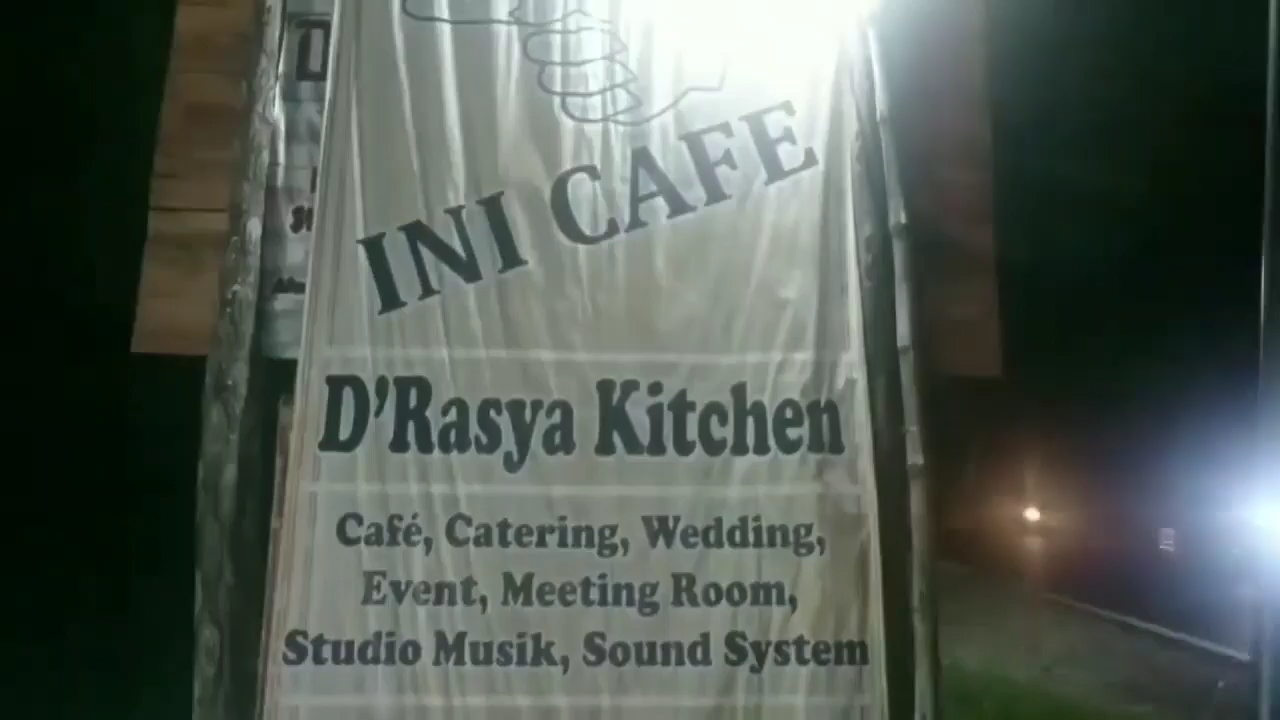 INI CAFE
D'Rasya Kitchen
Café, Catering, Wedding,
Event, Meeting Room,
Studio Musik, Sound System